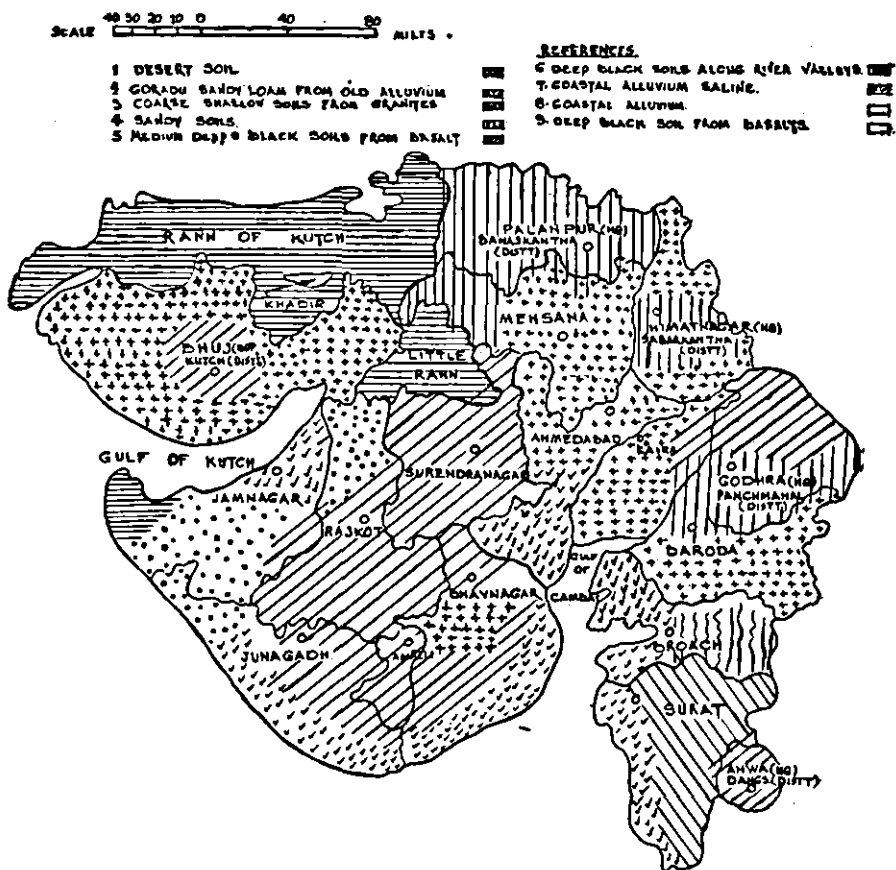 SCALE 40 30 20 10 0 40 80 MILTS.
REFERENCES
1 DESERT SOIL
2 GORADU SANDY LOAM FROM OLD ALLUVIUM
3 COARSE SHALLOW SOILS FROM GRANITES
4 SANDY SOILS.
5 MEDIUM DEPP BLACK SOILS FROM BASALT
6 DEEP BLACK SOILS ALONG RIVER VALLEYS
7. COASTAL ALLUVIUM SALINE.
8. COASTAL ALLUVIUM.
9. DEEP BLACK SOIL FROM BASALTS
RANN OF KUTCH
PALANPUR (HQ)
BANASKANTHA
(DISTT)
KHADIR
MEHSANA
HIMATNAGAR (HQ)
SABARKANTHA
(DISTT)
BHUJ (HQ)
KUTCH (DISTT)
LITTLE
RANN
AHMEDABAD
KAIRA
GULF OF KUTCH
SURENDRANAGAR
GODHRA (HQ)
PANCHMAHAL
(DISTT)
JAMNAGAR
RAJKOT
BARODA
GULF
OF
CAMBAY
BHAVNAGAR
JUNAGADH
AMRELI
BROACH
SURAT
AHWA (HQ)
DANGS (DISTT)